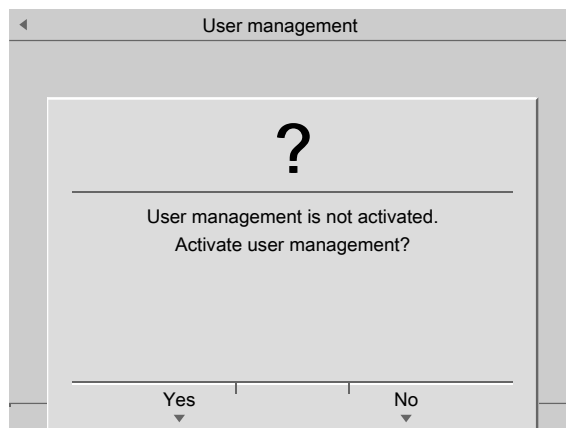 User management
?
User management is not activated.
Activate user management?
Yes
No